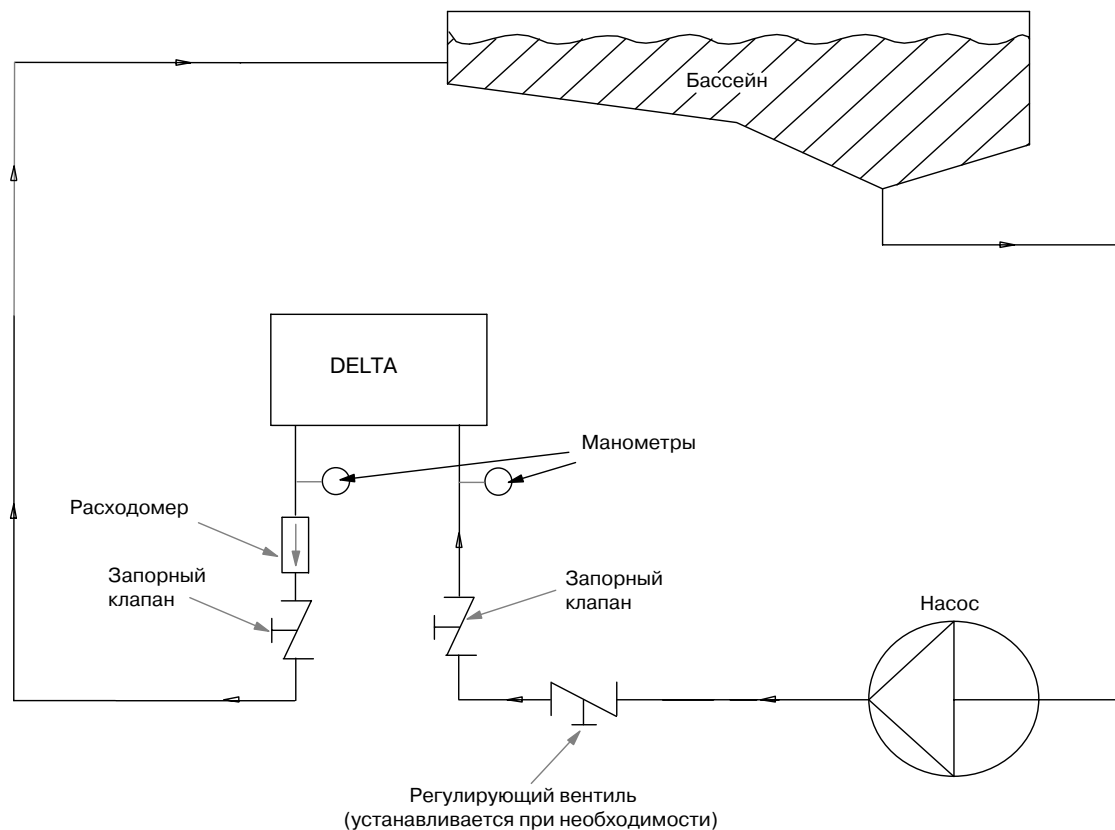 Бассейн
DELTA
Манометры
Расходомер
Запорный
клапан
Запорный
клапан
Насос
Регулирующий вентиль
(устанавливается при необходимости)